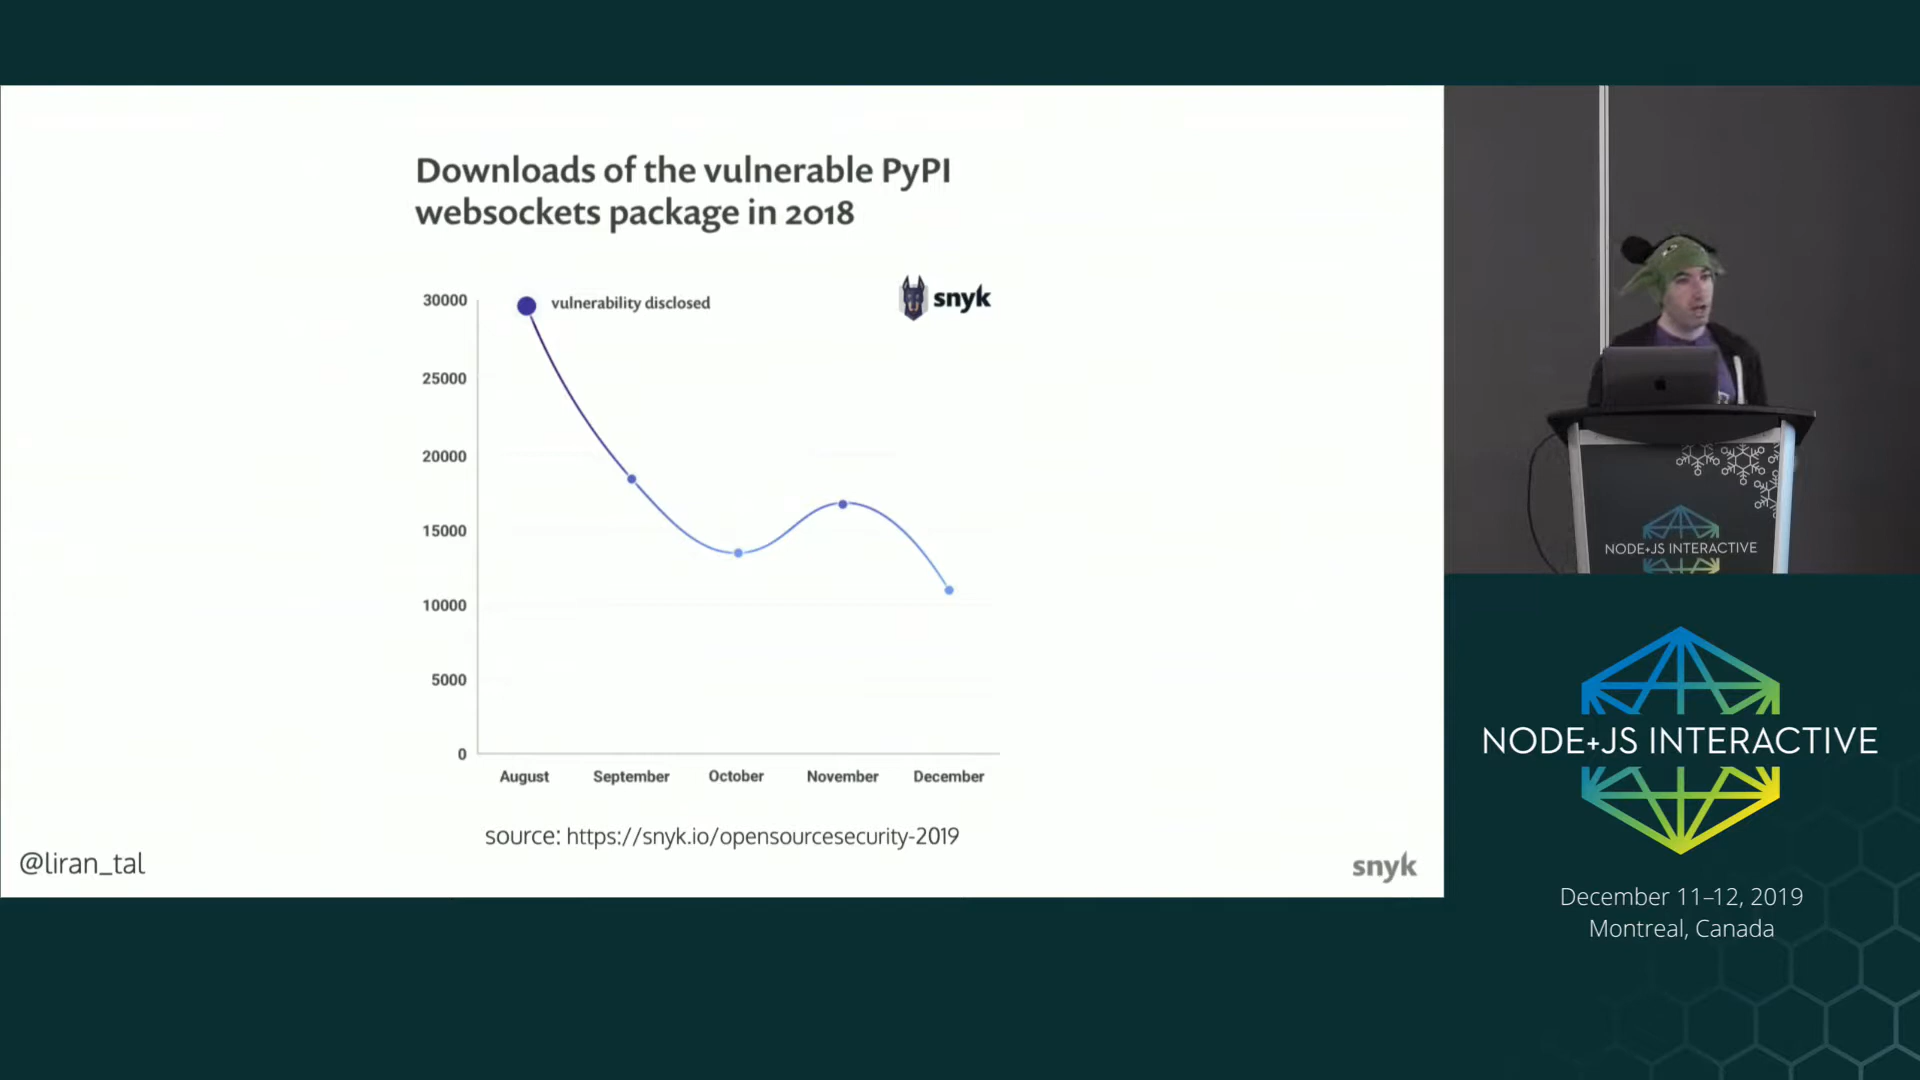 Downloads of the vulnerable PyPI
websockets package in 2018
30000
vulnerability disclosed
snyk
25000
20000
15000
10000
5000
0
August September October November December
source: https://snyk.io/opensourcesecurity-2019
@liran_tal
snyk
NODE+JS INTERACTIVE
NODE+JS INTERACTIVE
December 11–12, 2019
Montreal, Canada